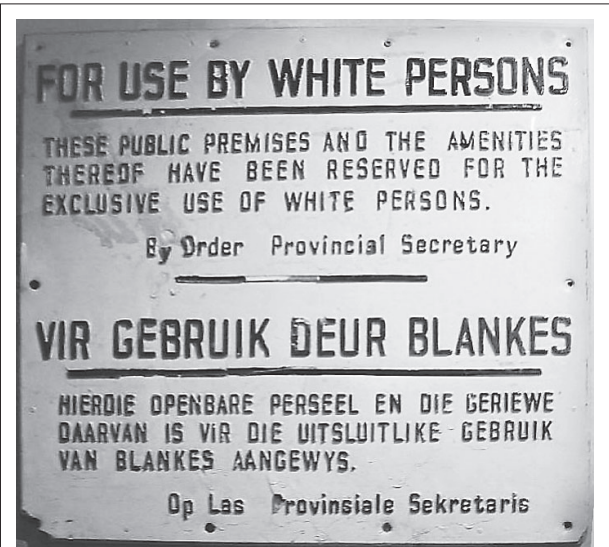 FOR USE BY WHITE PERSONS
THESE PUBLIC PREMISES AND THE AMENITIES
THEREOF HAVE BEEN RESERVED FOR THE
EXCLUSIVE USE OF WHITE PERSONS.
By Order Provincial Secretary
VIR GEBRUIK DEUR BLANKES
HIERDIE OPENBARE PERSEEL EN DIE GERIEWE
DAARVAN IS VIR DIE UITSLUITLIKE GEBRUIK
VAN BLANKES AANGEWYS.
Op Las Provinsiale Sekretaris